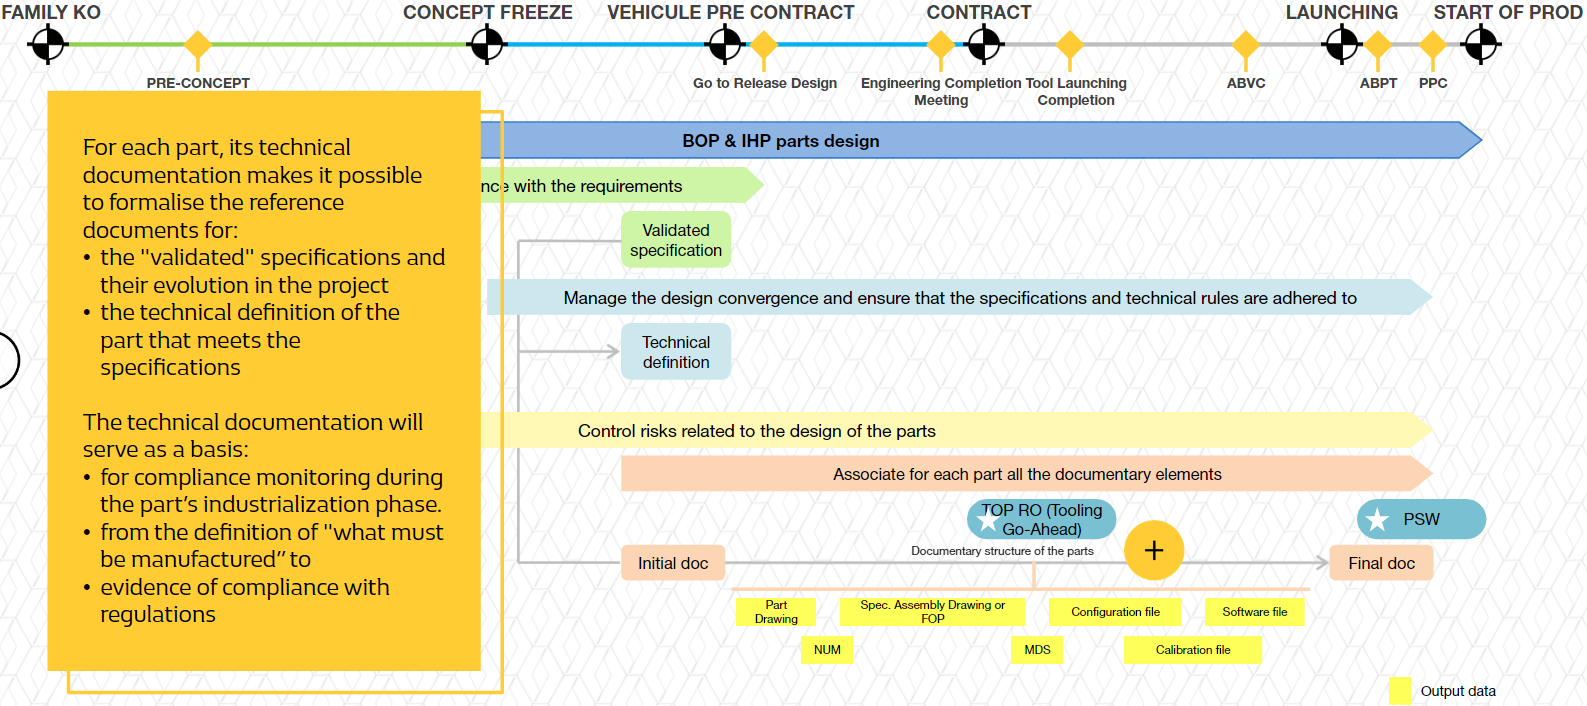 FAMILY KO
CONCEPT FREEZE
VEHICULE PRE CONTRACT
CONTRACT
LAUNCHING
START OF PROD
PRE-CONCEPT
Go to Release Design
Engineering Completion
Meeting
Tool Launching
Completion
ABVC
ABPT
PPC
For each part, its technical
documentation makes it possible
to formalise the reference
documents for:
• the "validated" specifications and
their evolution in the project
• the technical definition of the
part that meets the
specifications
The technical documentation will
serve as a basis:
• for compliance monitoring during
the part's industrialization phase.
• from the definition of "what must
be manufactured" to
• evidence of compliance with
regulations
BOP & IHP parts design
nce with the requirements
Validated
specification
Manage the design convergence and ensure that the specifications and technical rules are adhered to
Technical
definition
Control risks related to the design of the parts
Associate for each part all the documentary elements
TOP RO (Tooling
Go-Ahead)
PSW
Documentary structure of the parts
+
Initial doc
Final doc
Part
Drawing
Spec. Assembly Drawing or
FOP
Configuration file
Software file
NUM
MDS
Calibration file
Output data